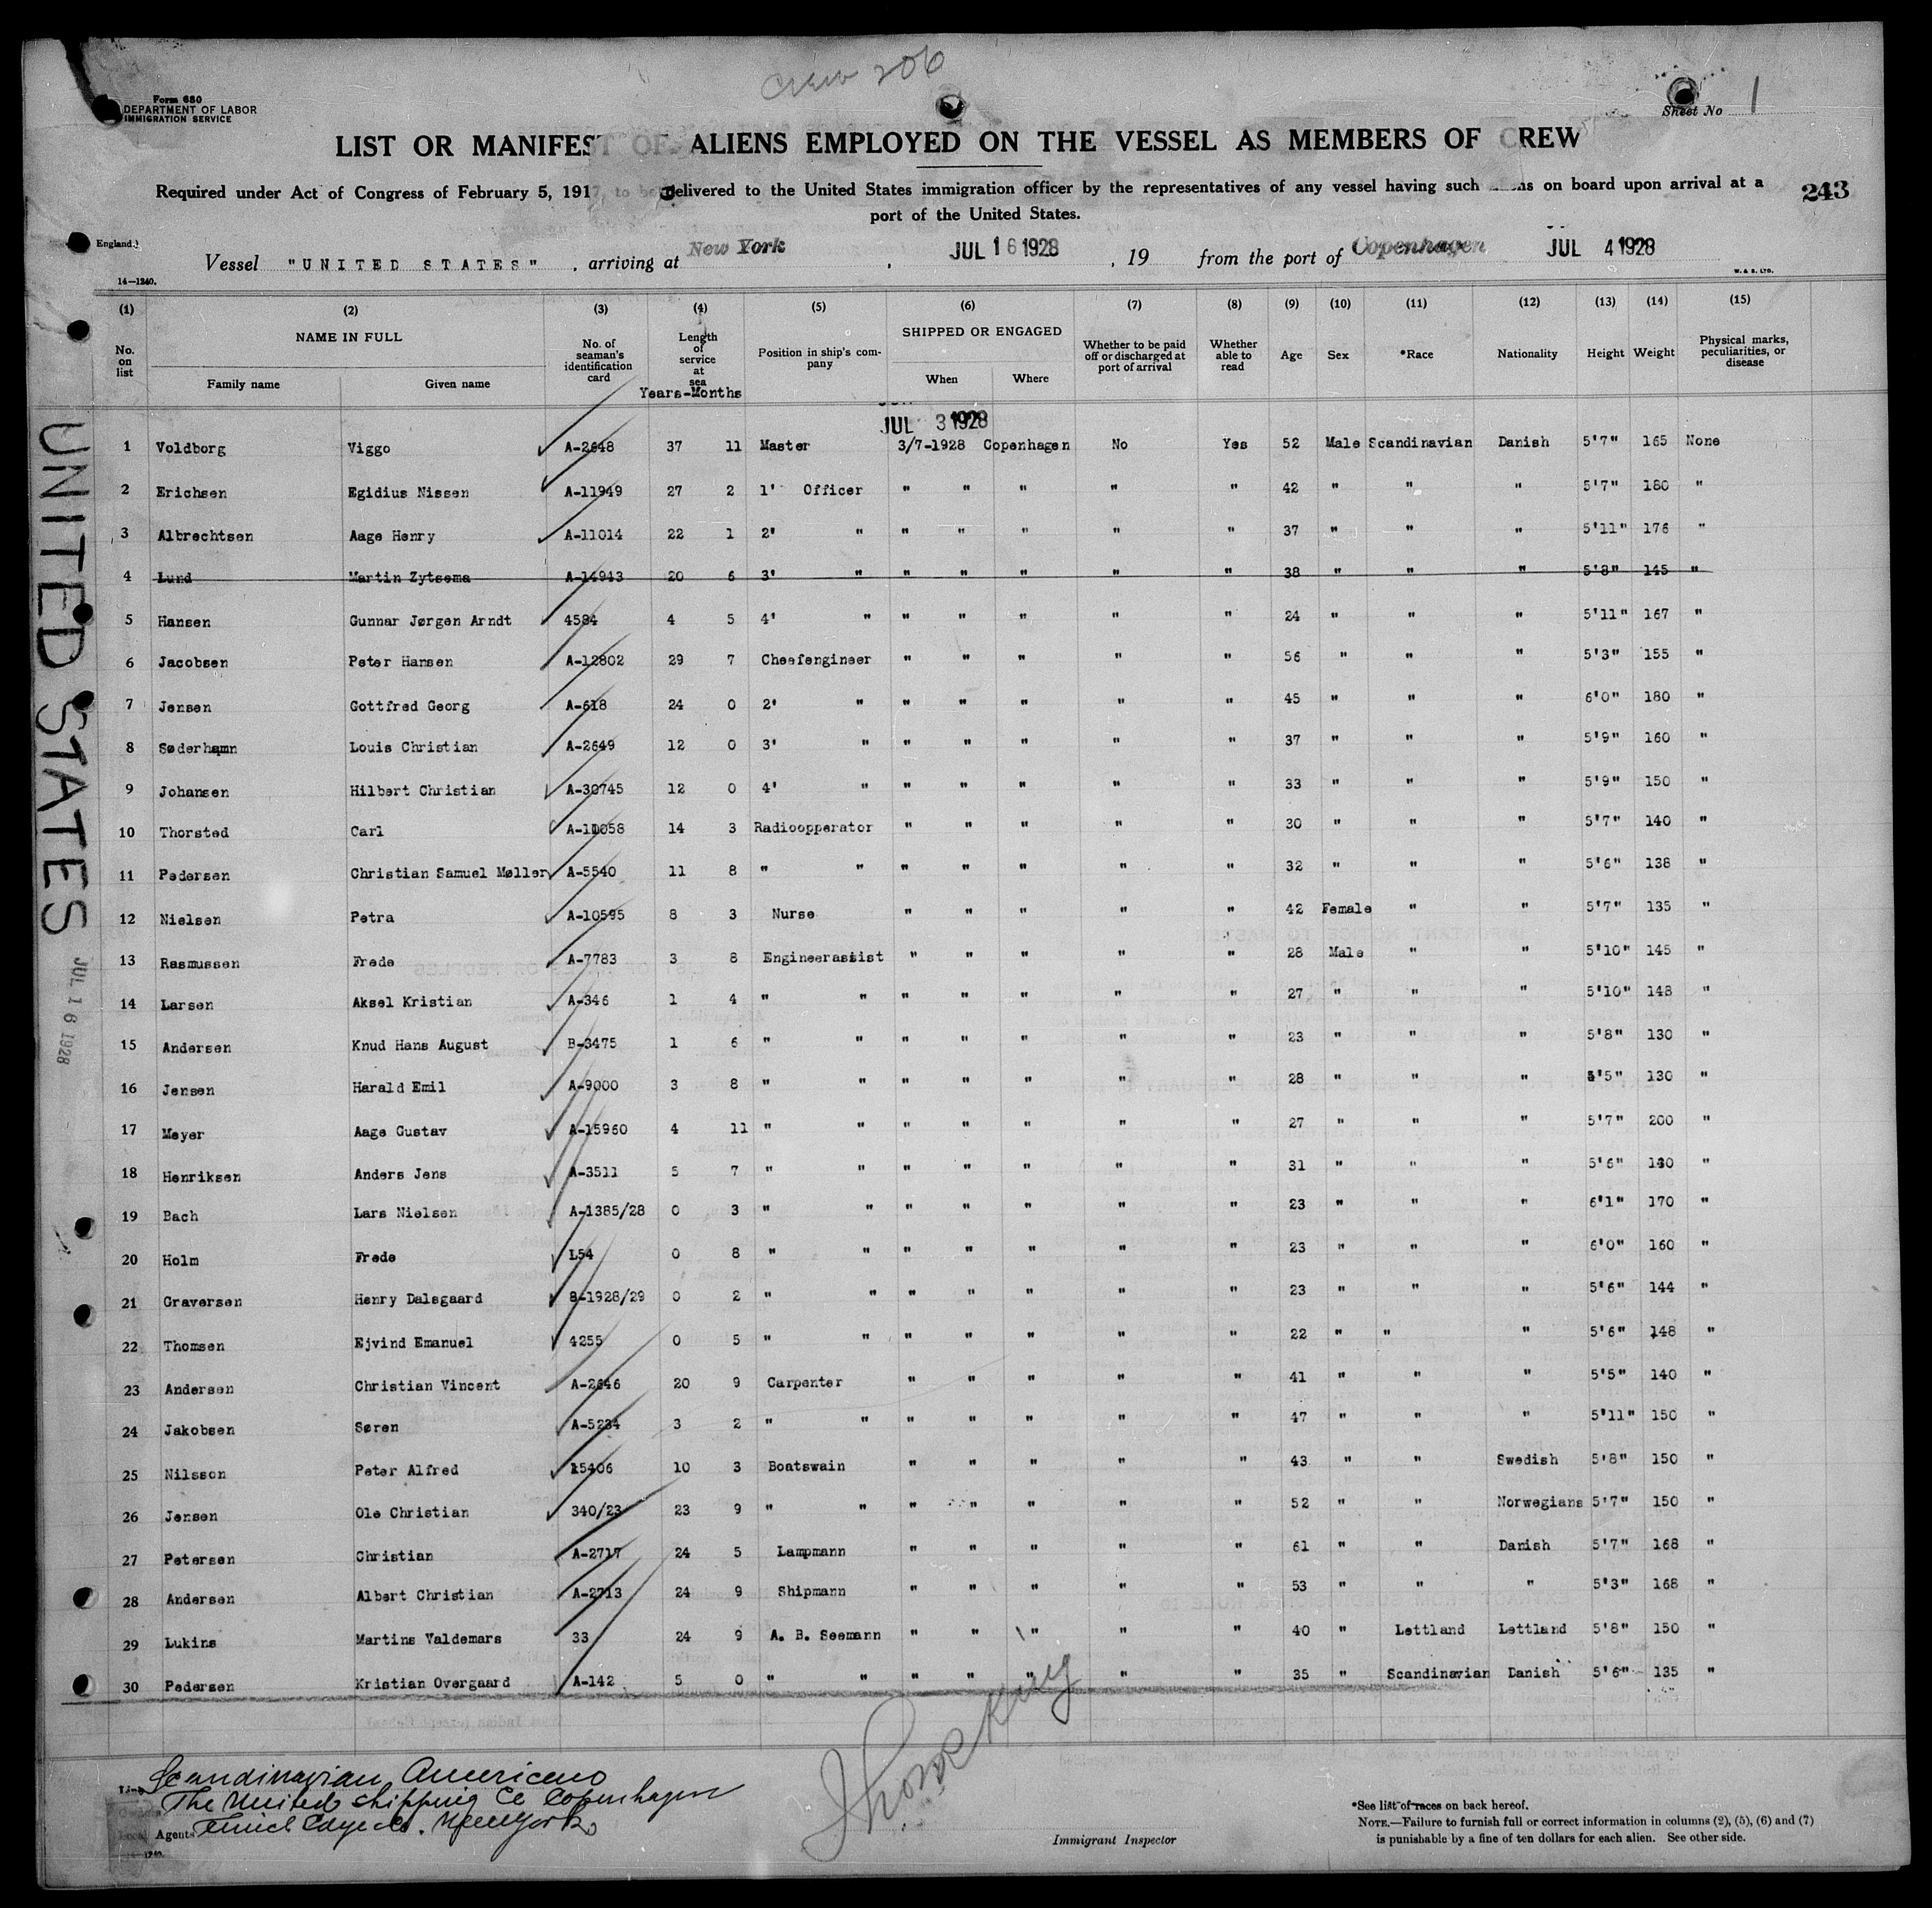 Crew 206
Form 680
DEPARTMENT OF LABOR
IMMIGRATION SERVICE
Sheet No 1
LIST OR MANIFEST OF ALIENS EMPLOYED ON THE VESSEL AS MEMBERS OF CREW
Required under Act of Congress of February 5, 1917, to be delivered to the United States immigration officer by the representatives of any vessel having such aliens on board upon arrival at a
port of the United States.
243
England.)
Vessel "UNITED STATES", arriving at New York, JUL 16 1928, 19 from the port of Copenhagen JUL 4 1928
14—1240.
W. & S. LTD.
(1) (2) (3) (4) (5) (6) (7) (8) (9) (10) (11) (12) (13) (14) (15)
No. on list NAME IN FULL Family name Given name No. of seaman's identification card Length of service at sea Years-Months Position in ship's company SHIPPED OR ENGAGED When Where Whether to be paid off or discharged at port of arrival Whether able to read Age Sex *Race Nationality Height Weight Physical marks, peculiarities, or disease
JUL 3 1928
1 Voldborg Viggo A-2648 37 11 Master 3/7-1928 Copenhagen No Yes 52 Male Scandinavian Danish 5'7" 165 None
2 Erichsen Egidius Nissen A-11949 27 2 1' Officer " " " " " 42 " " " 5'7" 180 "
3 Albrechtsen Aage Henry A-11014 22 1 2' " " " " " " 37 " " " 5'11" 176 "
4 Lund Martin Zytsema A-14943 20 6 3' " " " " " " 38 " " " 5'8" 145 "
5 Hansen Gunnar Jørgen Arndt 4584 4 5 4' " " " " " " 24 " " " 5'11" 167 "
6 Jacobsen Peter Hansen A-12802 29 7 Cheefengineer " " " " " 56 " " " 5'3" 155 "
7 Jensen Gottfred Georg A-618 24 0 2' " " " " " " 45 " " " 6'0" 180 "
8 Søderhamn Louis Christian A-2649 12 0 3' " " " " " " 37 " " " 5'9" 160 "
9 Johansen Hilbert Christian A-30745 12 0 4' " " " " " " 33 " " " 5'9" 150 "
10 Thorsted Carl A-11058 14 3 Radioopperator " " " " " 30 " " " 5'7" 140 "
11 Pedersen Christian Samuel Møller A-5540 11 8 " " " " " " " 32 " " " 5'6" 138 "
12 Nielsen Petra A-10595 8 3 Nurse " " " " " 42 Female " " 5'7" 135 "
13 Rasmussen Frede A-7783 3 8 Engineerassist " " " " " 28 Male " " 5'10" 145 "
14 Larsen Aksel Kristian A-346 1 4 " " " " " " " 27 " " " 5'10" 148 "
15 Andersen Knud Hans August B-3475 1 6 " " " " " " " 23 " " " 5'8" 130 "
16 Jensen Harald Emil A-9000 3 8 " " " " " " " 28 " " " 5'5" 130 "
17 Meyer Aage Gustav A-15960 4 11 " " " " " " " 27 " " " 5'7" 200 "
18 Henriksen Anders Jens A-3511 5 7 " " " " " " " 31 " " " 5'6" 130 "
19 Bach Lars Nielsen A-1385/28 0 3 " " " " " " " 23 " " " 6'1" 170 "
20 Holm Frede 154 0 8 " " " " " " " 23 " " " 6'0" 160 "
21 Graversen Henry Dalsgaard 8-1928/29 0 2 " " " " " " " 23 " " " 5'6" 144 "
22 Thomsen Ejvind Emanuel 4255 0 5 " " " " " " " 22 " " " 5'6" 148 "
23 Andersen Christian Vincent A-2646 20 9 Carpenter " " " " " 41 " " " 5'5" 140 "
24 Jakobsen Søren A-5234 3 2 " " " " " " " 47 " " " 5'11" 150 "
25 Nilsson Peter Alfred 15406 10 3 Boatswain " " " " " 43 " " Swedish 5'8" 150 "
26 Jensen Ole Christian 340/23 23 9 " " " " " " " 52 " " Norwegians 5'7" 150 "
27 Petersen Christian A-2717 24 5 Lampmann " " " " " 61 " " Danish 5'7" 168 "
28 Andersen Albert Christian A-2713 24 9 Shipmann " " " " " 53 " " " 5'3" 168 "
29 Lukins Martins Valdemars 33 24 9 A. B. Seemann " " " " " 40 " Lettland Lettland 5'8" 150 "
30 Pedersen Kristian Overgaard A-142 5 0 " " " " " " " 35 " Scandinavian Danish 5'6" 135 "
UNITED STATES JUL 16 1928
Line Scandinavian American
The United Shipping Co Copenhagen
Local Agents New York
Immigrant Inspector
*See list of races on back hereof.
NOTE.—Failure to furnish full or correct information in columns (2), (5), (6) and (7)
is punishable by a fine of ten dollars for each alien. See other side.